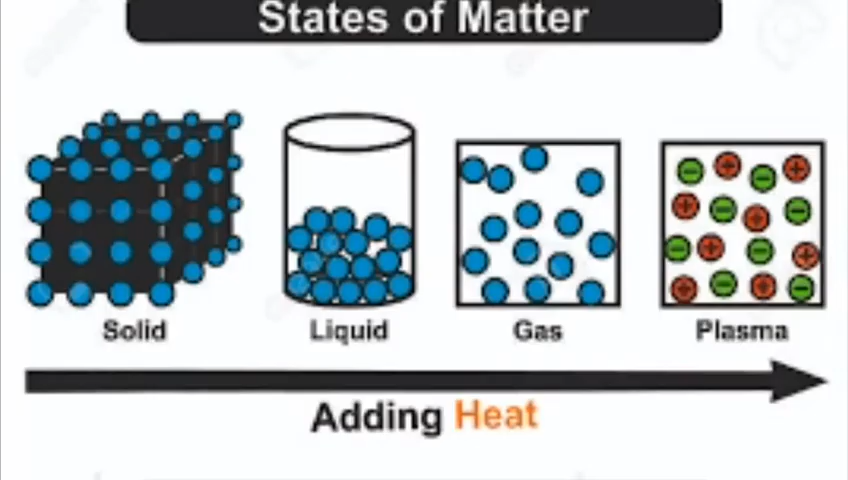 States of Matter
Solid
Liquid
Gas
Plasma
Adding Heat